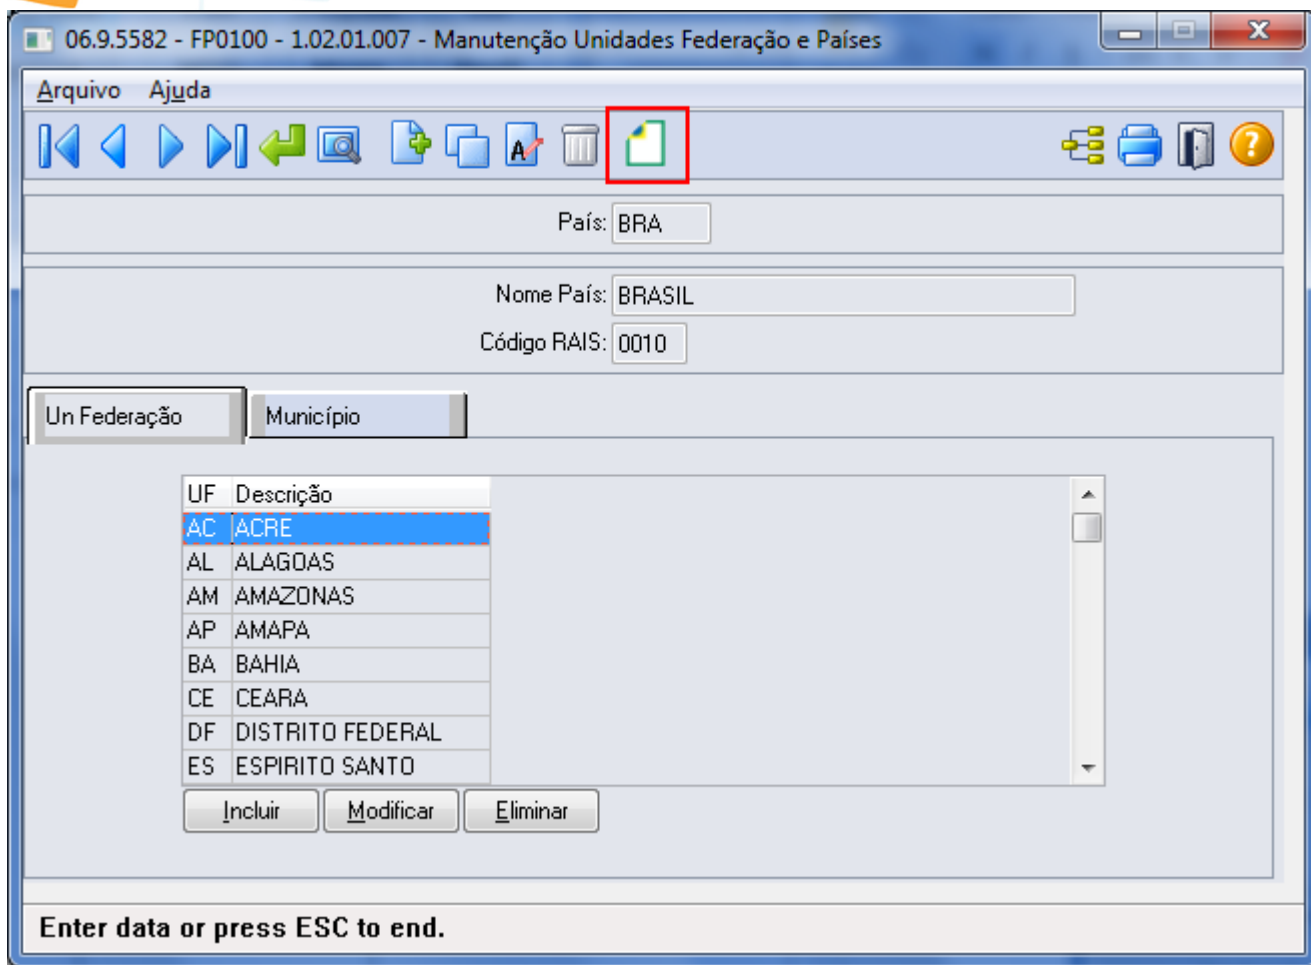 06.9.5582 - FP0100 - 1.02.01.007 - Manutenção Unidades Federação e Países
Arquivo Ajuda
A
?
País: BRA
Nome País: BRASIL
Código RAIS: 0010
Un Federação Município
UF Descrição
AC ACRE
AL ALAGOAS
AM AMAZONAS
AP AMAPA
BA BAHIA
CE CEARA
DF DISTRITO FEDERAL
ES ESPIRITO SANTO
Incluir Modificar Eliminar
Enter data or press ESC to end.